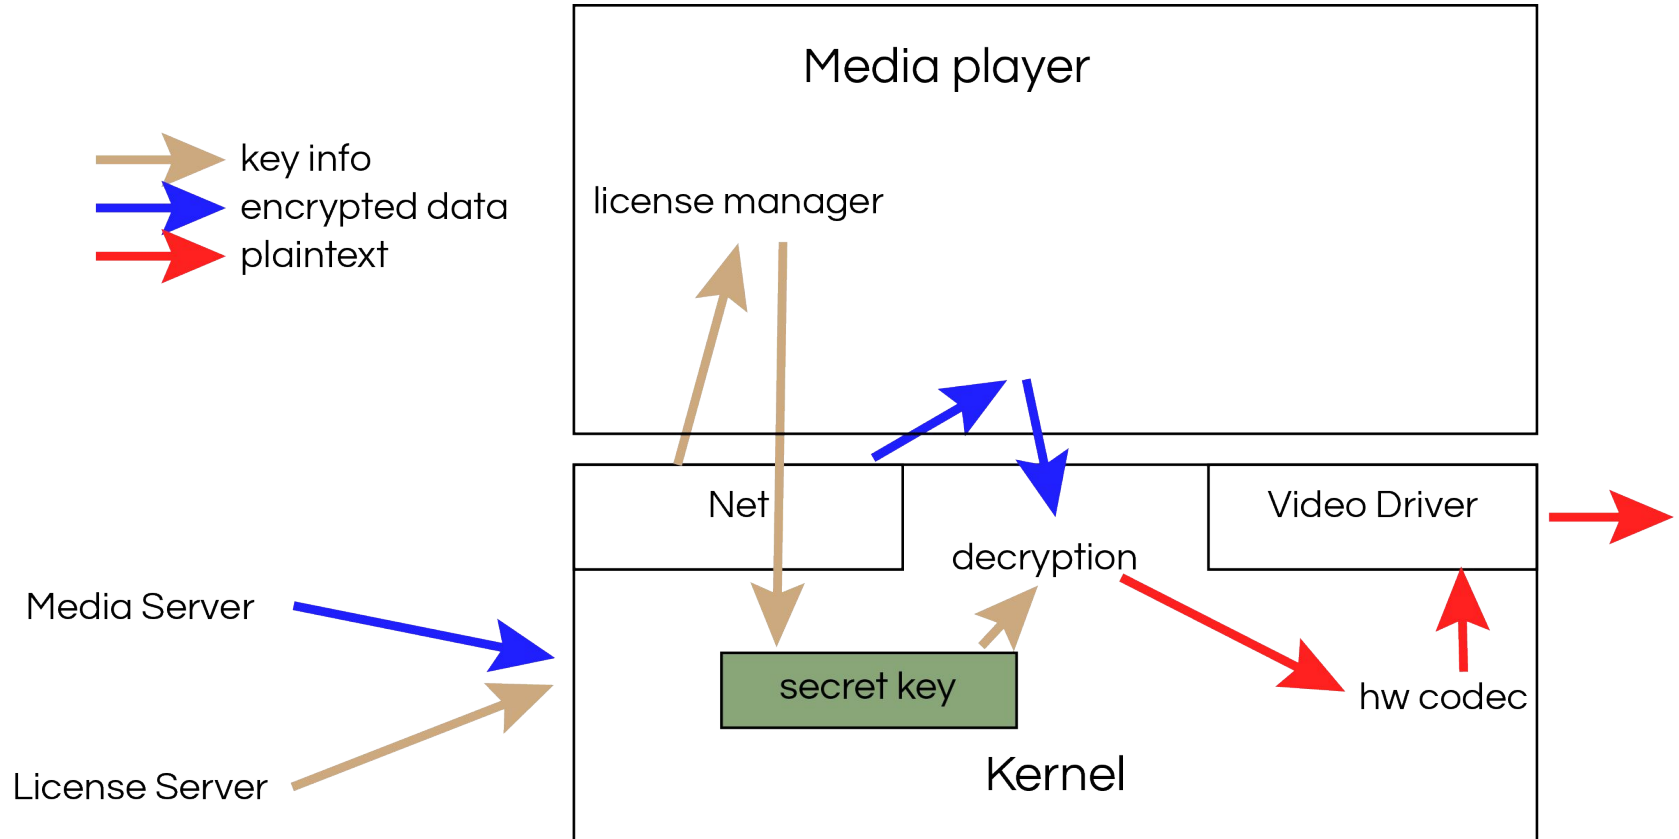 Media player
key info
encrypted data
plaintext
license manager
Net
Video Driver
decryption
Media Server
secret key
hw codec
License Server
Kernel